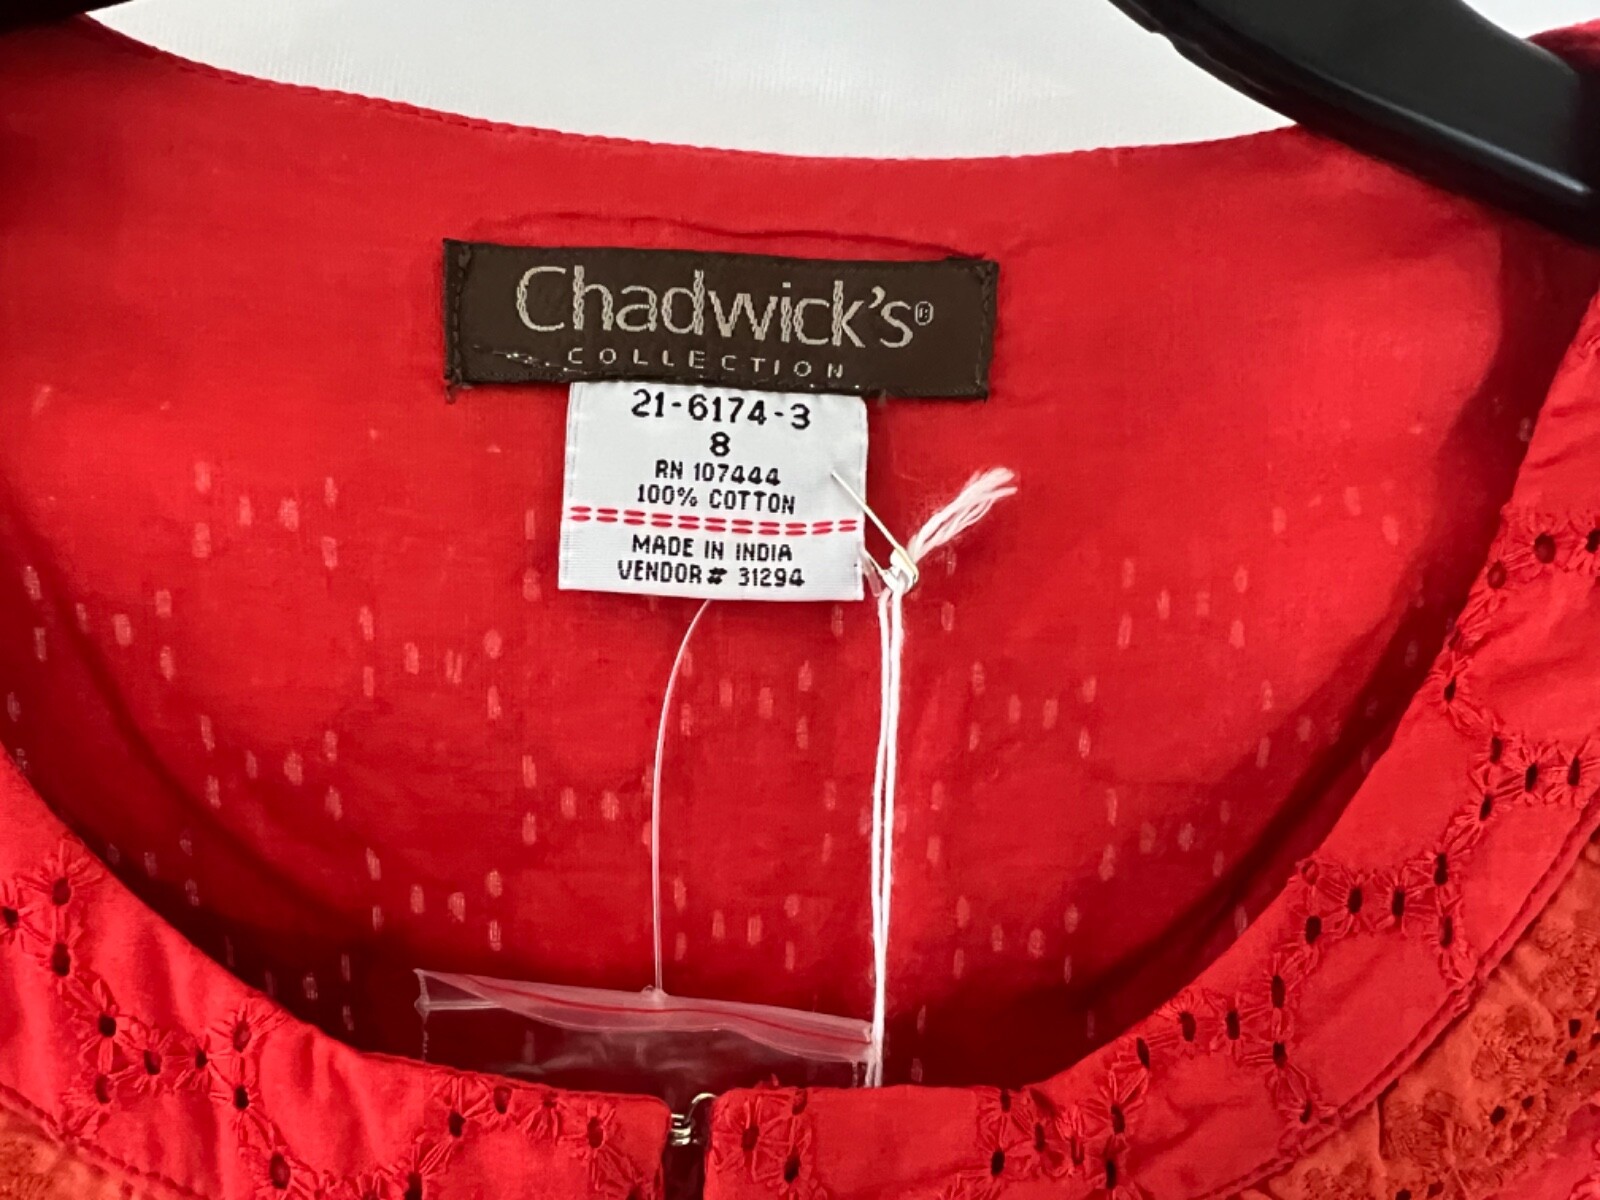 Chadwick's®
COLLECTION
21-6174-3
8
RN 107444
100% COTTON
MADE IN INDIA
VENDOR # 31294